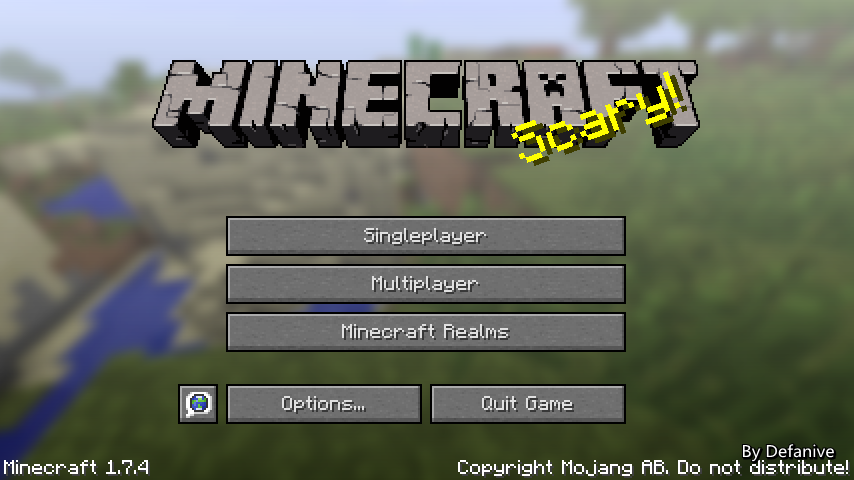 MINECRAFT
Scary!
Singleplayer
Multiplayer
Minecraft Realms
Options...
Quit Game
By Defanive
Minecraft 1.7.4
Copyright Mojang AB. Do not distribute!